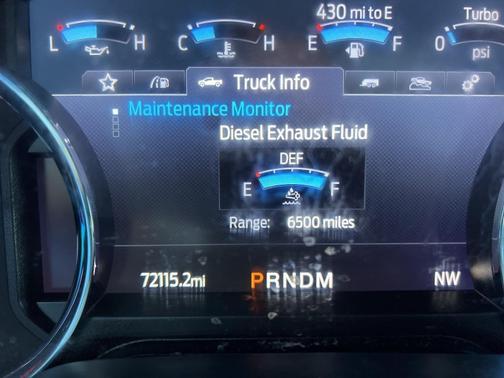 430 mi to E Turbo
L H C H E F 0 psi
Truck Info
Maintenance Monitor
Diesel Exhaust Fluid
DEF
E F
Range: 6500 miles
72115.2mi PRNDM NW